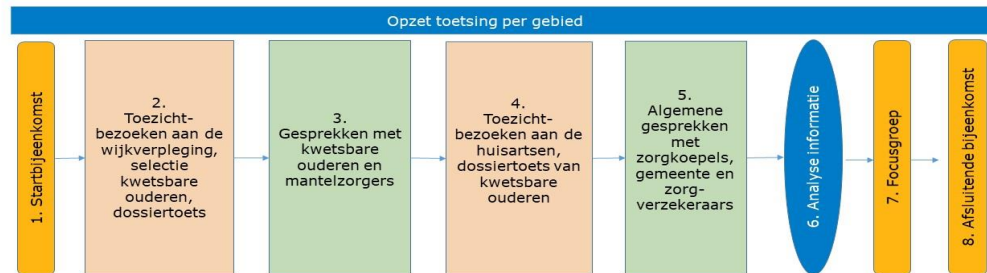 Opzet toetsing per gebied
1. Startbijeenkomst
2.
Toezicht-
bezoeken aan de
wijkverpleging,
selectie
kwetsbare
ouderen,
dossiertoets
3.
Gesprekken met
kwetsbare
ouderen en
mantelzorgers
4.
Toezicht-
bezoeken aan de
huisartsen,
dossiertoets van
kwetsbare
ouderen
5.
Algemene
gesprekken
met
zorgkoepels,
gemeente en
zorg-
verzekeraars
6. Analyse informatie
7. Focusgroep
8. Afsluitende bijeenkomst